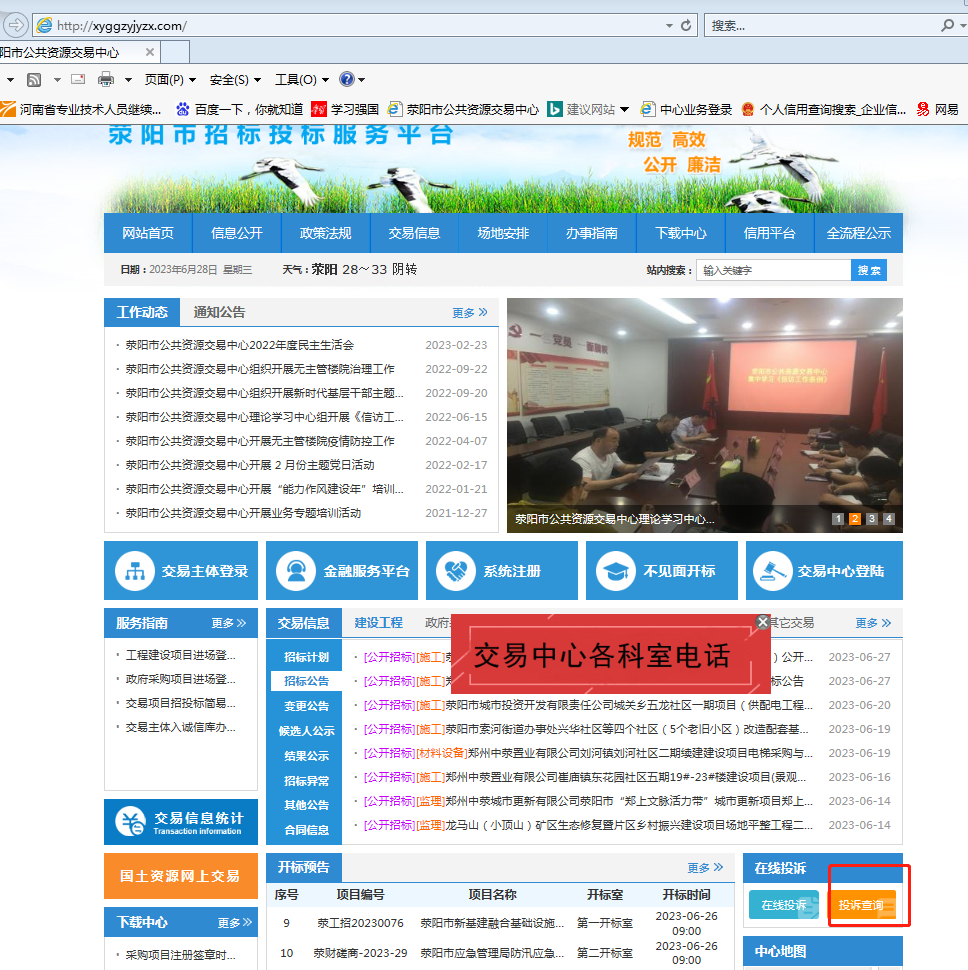 http://xyggzyjyzx.com/
搜索...
阳市公共资源交易中心
页面(P) 安全(S) 工具(O)
河南省专业技术人员继续... 百度一下，你就知道 学习强国 荥阳市公共资源交易中心 建议网站 中心业务登录 个人信用查询搜索_企业信... 网易
荥阳市招标投标服务平台
规范 高效
公开 廉洁
网站首页 信息公开 政策法规 交易信息 场地安排 办事指南 下载中心 信用平台 全流程公示
日期：2023年6月28日 星期三 天气：荥阳 28～33 阴转 站内搜索： 输入关键字 搜 索
工作动态 通知公告 更多
· 荥阳市公共资源交易中心2022年度民主生活会 2023-02-23
· 荥阳市公共资源交易中心组织开展无主管楼院治理工作 2022-09-22
· 荥阳市公共资源交易中心组织开展新时代基层干部主题... 2022-09-20
· 荥阳市公共资源交易中心理论学习中心组开展《信访工... 2022-06-15
· 荥阳市公共资源交易中心开展无主管楼院疫情防控工作 2022-04-07
· 荥阳市公共资源交易中心开展 2 月份主题党日活动 2022-02-17
· 荥阳市公共资源交易中心开展“能力作风建设年”培训... 2022-01-21
· 荥阳市公共资源交易中心开展业务专题培训活动 2021-12-27
荥阳市公共资源交易中心
集中学习《信访工作条例》
荥阳市公共资源交易中心理论学习中心... 1 2 3 4
交易主体登录 金融服务平台 系统注册 不见面开标 交易中心登陆
服务指南 更多
· 工程建设项目进场登...
· 政府采购项目进场登...
· 交易项目招投标简易...
· 交易主体入诚信库办...
交易信息统计
Transaction information
国土资源网上交易
下载中心 更多
· 采购项目注册签章时...
交易信息 建设工程 政府 其它交易 更多
招标计划
招标公告
变更公告
候选人公示
结果公示
招标异常
其他公告
合同信息
交易中心各科室电话
· [公开招标][施工] ）公开... 2023-06-27
· [公开招标][施工] 标公告 2023-06-27
· [公开招标][施工]荥阳市城市投资开发有限责任公司城关乡五龙社区一期项目（供配电工程... 2023-06-20
· [公开招标][施工]荥阳市索河街道办事处兴华社区等四个社区（5个老旧小区）改造配套基... 2023-06-19
· [公开招标][材料设备]郑州中荥置业有限公司刘河镇刘河社区二期续建建设项目电梯采购与... 2023-06-19
· [公开招标][施工]郑州中荥置业有限公司崔庙镇东花园社区五期19#-23#楼建设项目(景观... 2023-06-16
· [公开招标][监理]郑州中荥城市更新有限公司荥阳市“郑上文脉活力带”城市更新项目郑上... 2023-06-14
· [公开招标][监理]龙马山（小顶山）矿区生态修复暨片区乡村振兴建设项目场地平整工程二... 2023-06-14
开标预告 更多
序号 项目编号 项目名称 开标室 开标时间
9 荥工招20230076 荥阳市新基建融合基础设施... 第一开标室 2023-06-26 09:00
10 荥财磋商-2023-29 荥阳市应急管理局防汛应急... 第二开标室 2023-06-26 09:00
在线投诉
在线投诉 投诉查询
中心地图